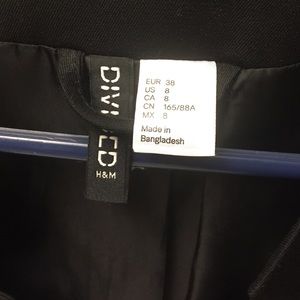 DIVIDED
H&M
EUR 38
US 8
CA 8
CN 165/88A
MX 8
Made in
Bangladesh